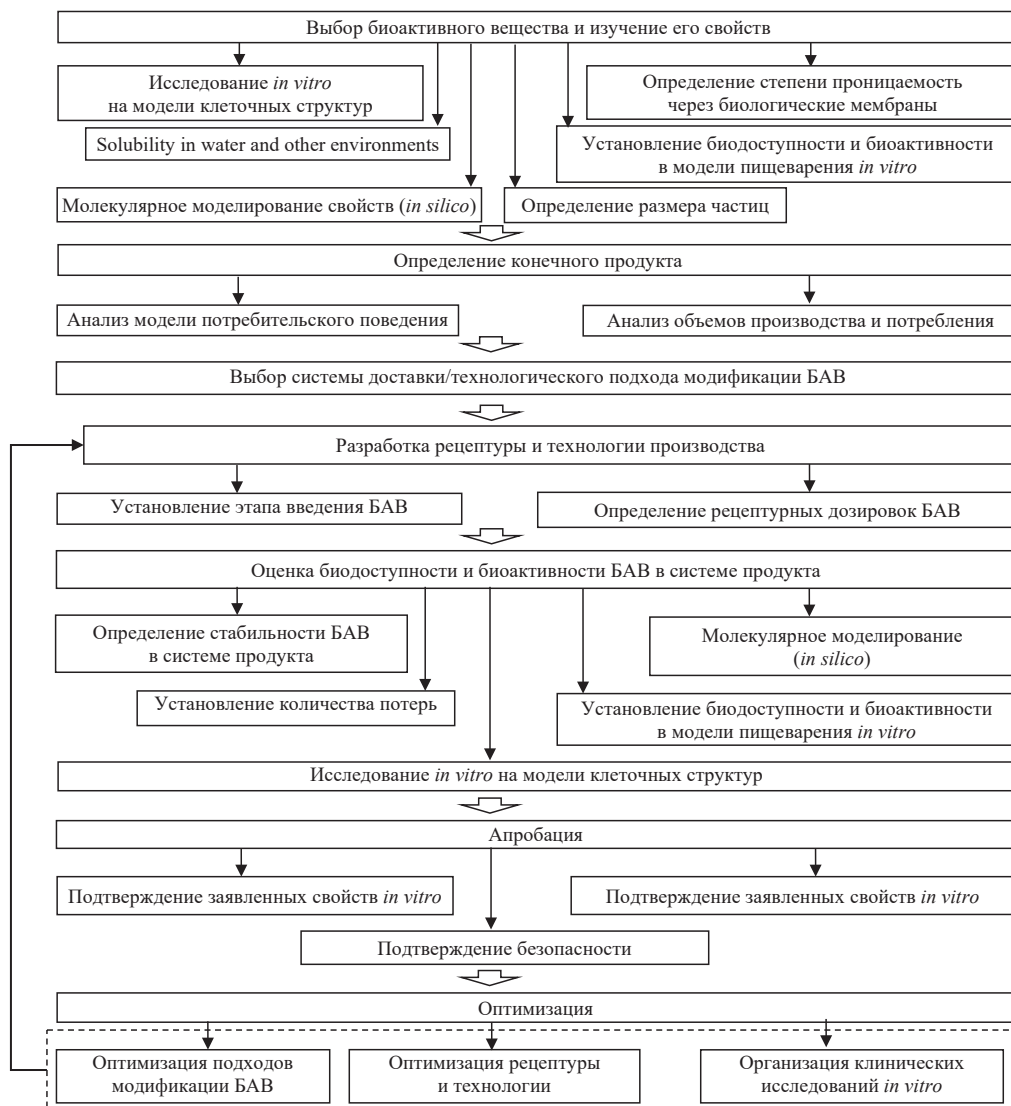 Выбор биоактивного вещества и изучение его свойств
Исследование in vitro
на модели клеточных структур
Определение степени проницаемость
через биологические мембраны
Solubility in water and other environments
Установление биодоступности и биоактивности
в модели пищеварения in vitro
Молекулярное моделирование свойств (in silico)
Определение размера частиц
Определение конечного продукта
Анализ модели потребительского поведения
Анализ объемов производства и потребления
Выбор системы доставки/технологического подхода модификации БАВ
Разработка рецептуры и технологии производства
Установление этапа введения БАВ
Определение рецептурных дозировок БАВ
Оценка биодоступности и биоактивности БАВ в системе продукта
Определение стабильности БАВ
в системе продукта
Молекулярное моделирование
(in silico)
Установление количества потерь
Установление биодоступности и биоактивности
в модели пищеварения in vitro
Исследование in vitro на модели клеточных структур
Апробация
Подтверждение заявленных свойств in vitro
Подтверждение заявленных свойств in vitro
Подтверждение безопасности
Оптимизация
Оптимизация подходов
модификации БАВ
Оптимизация рецептуры
и технологии
Организация клинических
исследований in vitro